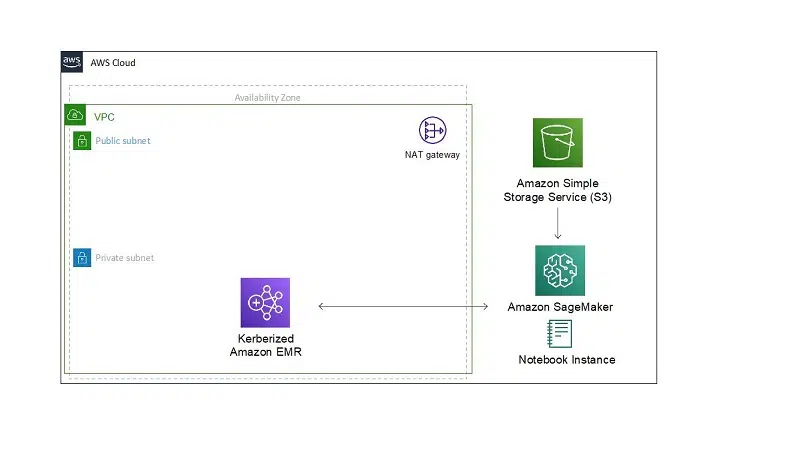 aws
AWS Cloud
Availability Zone
VPC
Public subnet
NAT gateway
Amazon Simple
Storage Service (S3)
Private subnet
Kerberized
Amazon EMR
Amazon SageMaker
Notebook Instance